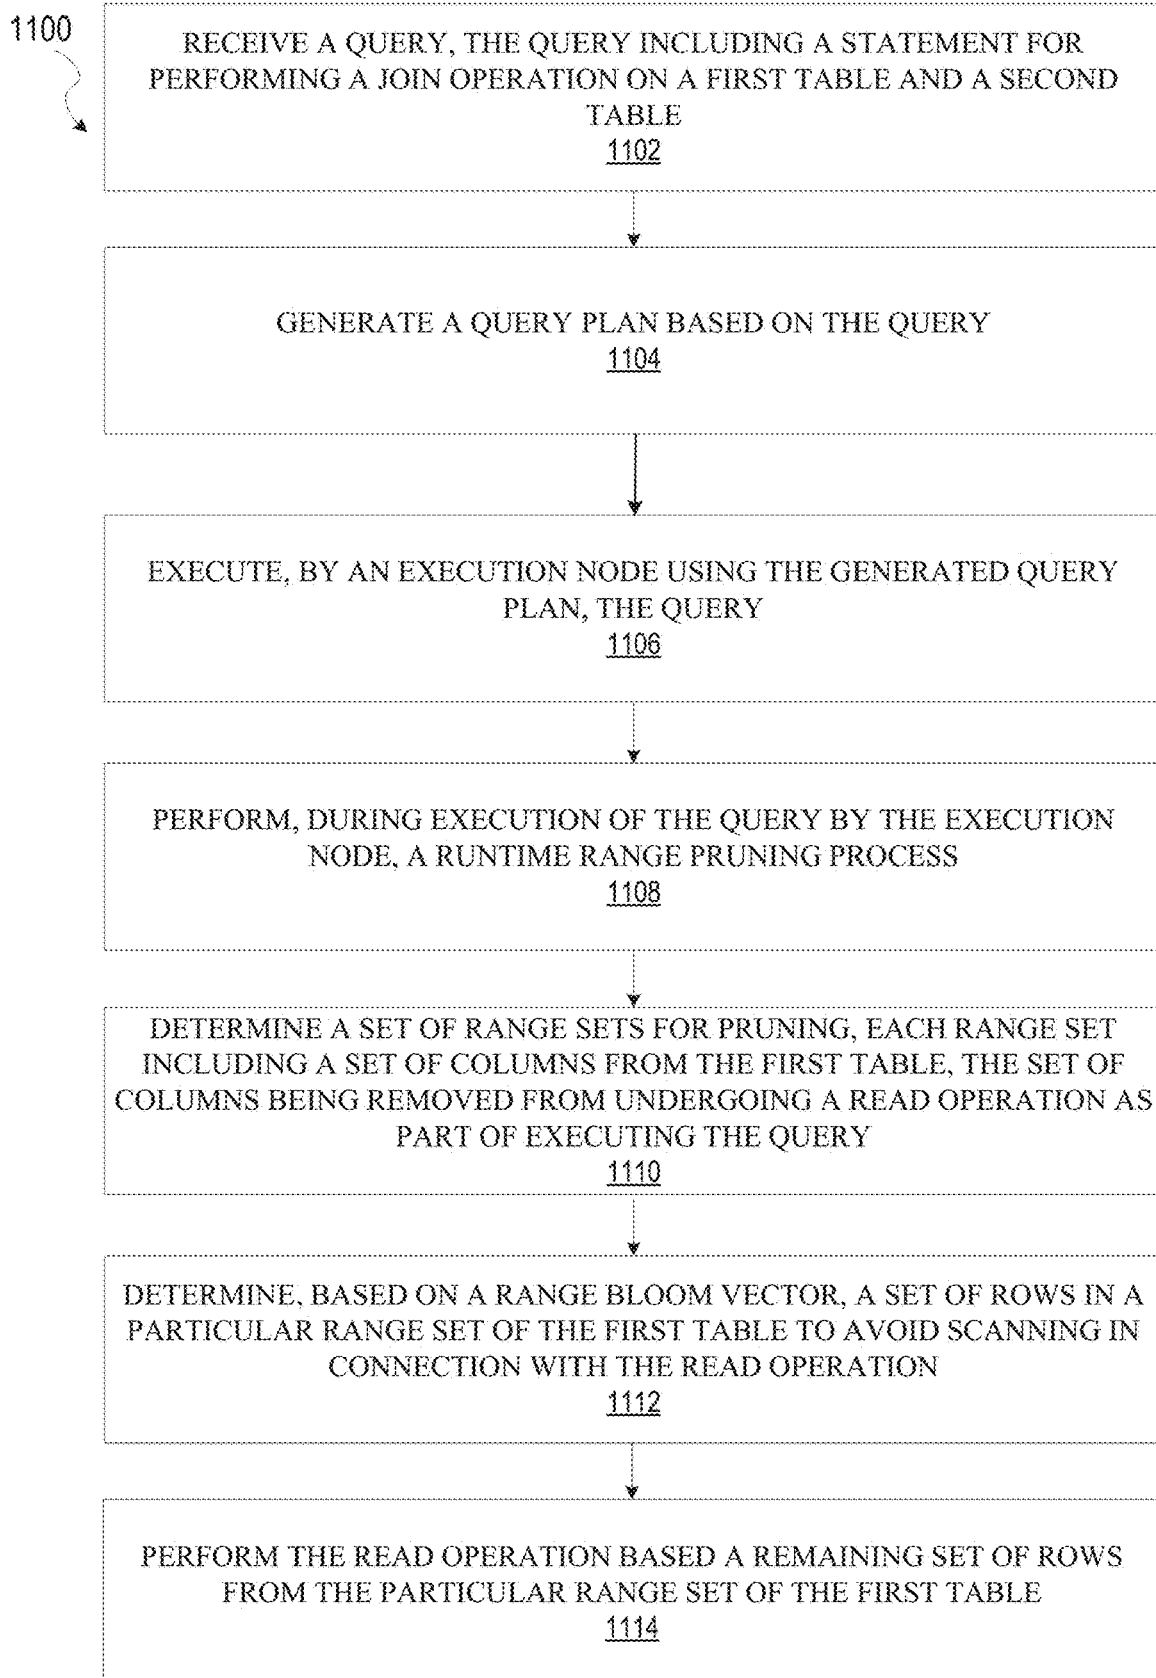 1100
RECEIVE A QUERY, THE QUERY INCLUDING A STATEMENT FOR
PERFORMING A JOIN OPERATION ON A FIRST TABLE AND A SECOND
TABLE
1102
GENERATE A QUERY PLAN BASED ON THE QUERY
1104
EXECUTE, BY AN EXECUTION NODE USING THE GENERATED QUERY
PLAN, THE QUERY
1106
PERFORM, DURING EXECUTION OF THE QUERY BY THE EXECUTION
NODE, A RUNTIME RANGE PRUNING PROCESS
1108
DETERMINE A SET OF RANGE SETS FOR PRUNING, EACH RANGE SET
INCLUDING A SET OF COLUMNS FROM THE FIRST TABLE, THE SET OF
COLUMNS BEING REMOVED FROM UNDERGOING A READ OPERATION AS
PART OF EXECUTING THE QUERY
1110
DETERMINE, BASED ON A RANGE BLOOM VECTOR, A SET OF ROWS IN A
PARTICULAR RANGE SET OF THE FIRST TABLE TO AVOID SCANNING IN
CONNECTION WITH THE READ OPERATION
1112
PERFORM THE READ OPERATION BASED A REMAINING SET OF ROWS
FROM THE PARTICULAR RANGE SET OF THE FIRST TABLE
1114